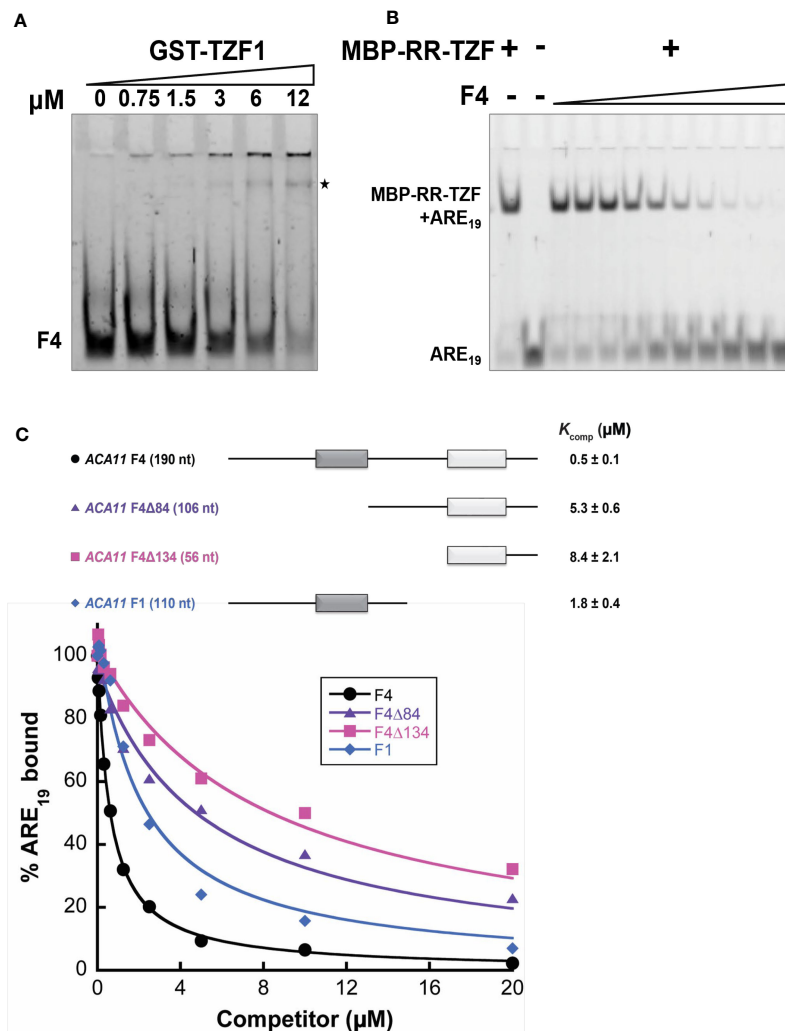 A
GST-TZF1
µM 0 0.75 1.5 3 6 12
★
F4
B
MBP-RR-TZF + - +
F4 - -
MBP-RR-TZF
+ARE19
ARE19
C
Kcomp (µM)
ACA11 F4 (190 nt) 0.5 ± 0.1
ACA11 F4Δ84 (106 nt) 5.3 ± 0.6
ACA11 F4Δ134 (56 nt) 8.4 ± 2.1
ACA11 F1 (110 nt) 1.8 ± 0.4
% ARE19 bound
100
80
60
40
20
0
F4
F4Δ84
F4Δ134
F1
0 4 8 12 16 20
Competitor (µM)